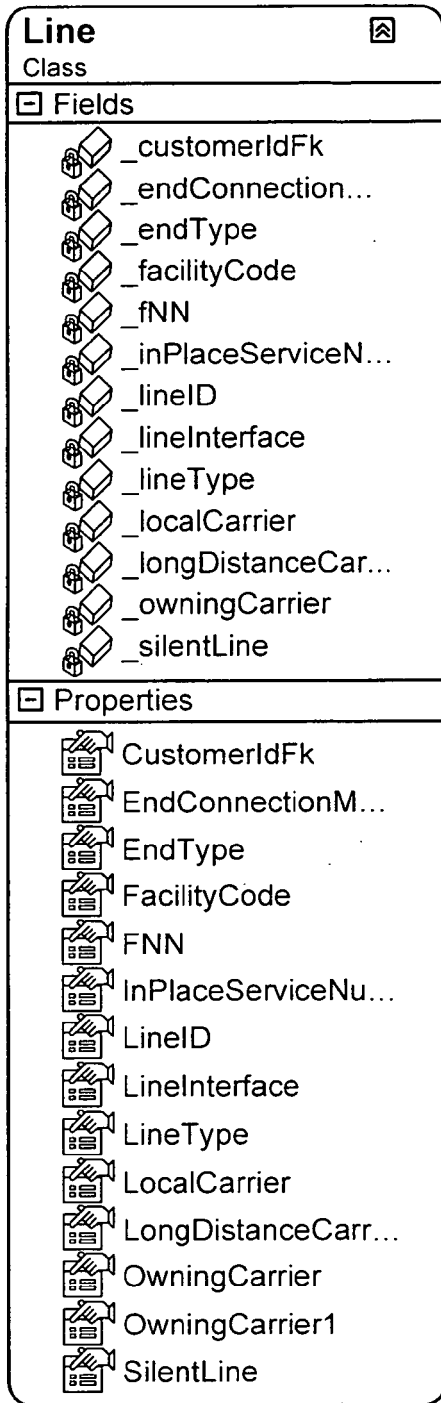 Line
Class
Fields
_customerIdFk
_endConnection...
_endType
_facilityCode
_fNN
_inPlaceServiceN...
_lineID
_lineInterface
_lineType
_localCarrier
_longDistanceCar...
_owningCarrier
_silentLine
Properties
CustomerIdFk
EndConnectionM...
EndType
FacilityCode
FNN
InPlaceServiceNu...
LineID
LineInterface
LineType
LocalCarrier
LongDistanceCarr...
OwningCarrier
OwningCarrier1
SilentLine